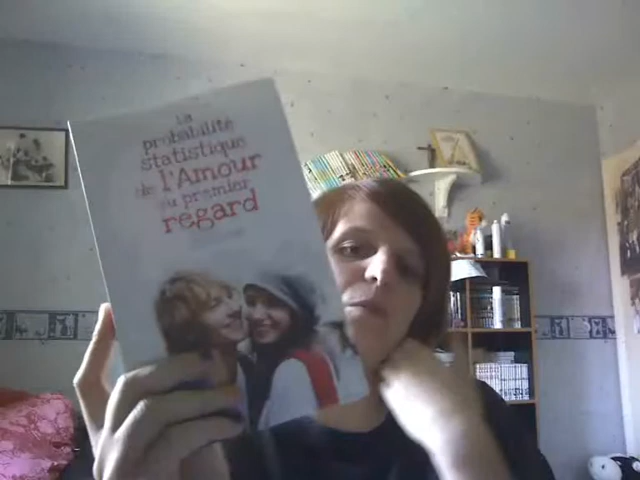 la
probabilité
statistique
de l'Amour
au premier
regard